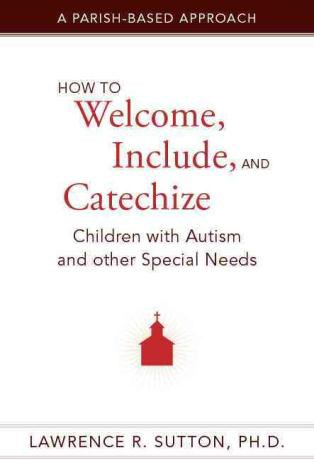 A PARISH-BASED APPROACH
HOW TO
Welcome,
Include, AND
Catechize
Children with Autism
and other Special Needs
LAWRENCE R. SUTTON, PH.D.